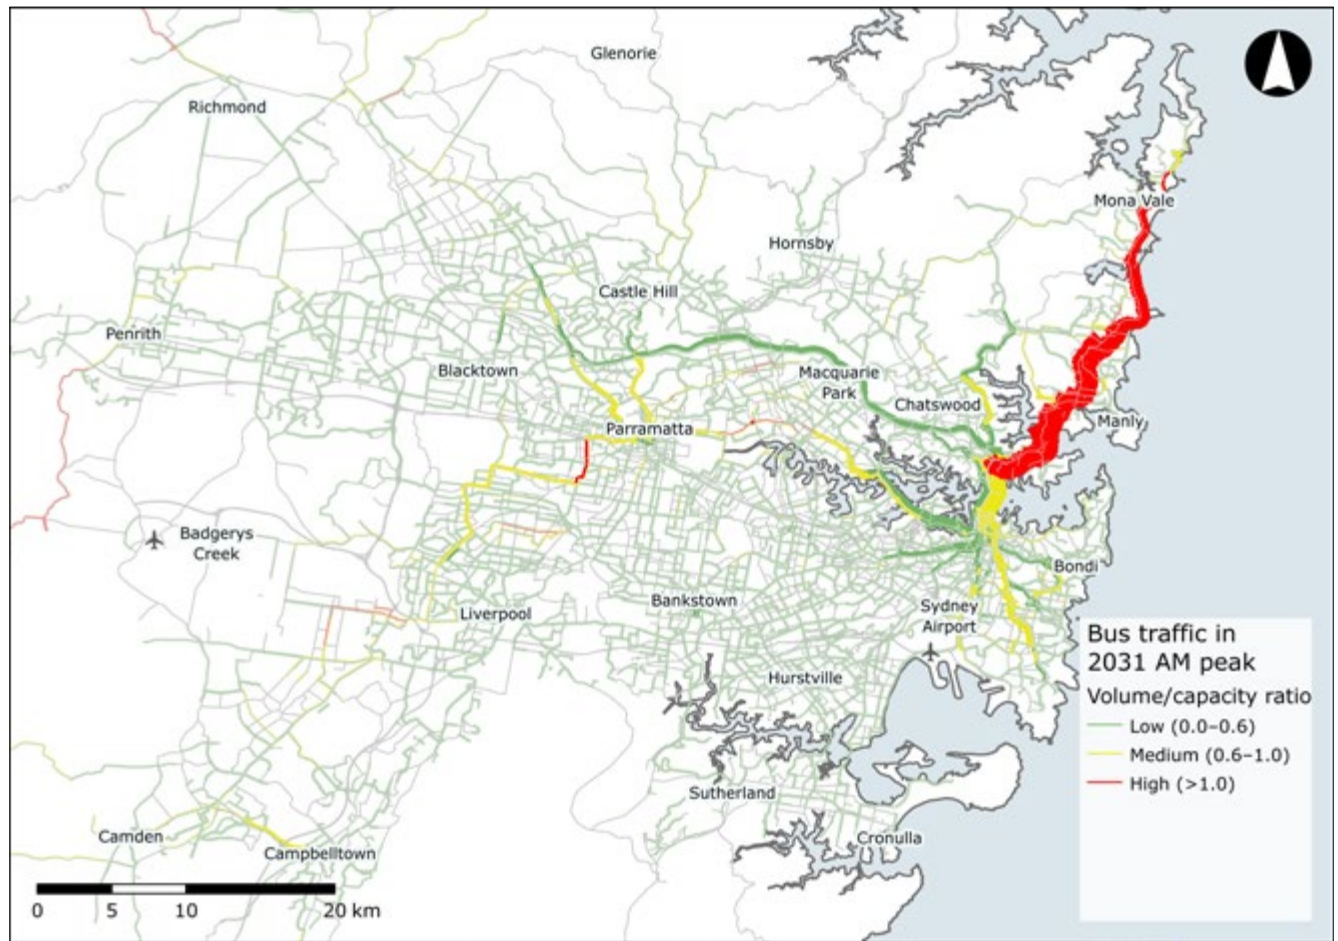 Glenorie
Richmond
Mona Vale
Hornsby
Castle Hill
Penrith
Blacktown
Macquarie
Park
Chatswood
Manly
Parramatta
Badgerys
Creek
Bondi
Liverpool
Bankstown
Sydney
Airport
Hurstville
Sutherland
Camden
Campbelltown
Cronulla
Bus traffic in
2031 AM peak
Volume/capacity ratio
Low (0.0–0.6)
Medium (0.6–1.0)
High (>1.0)
0 5 10 20 km